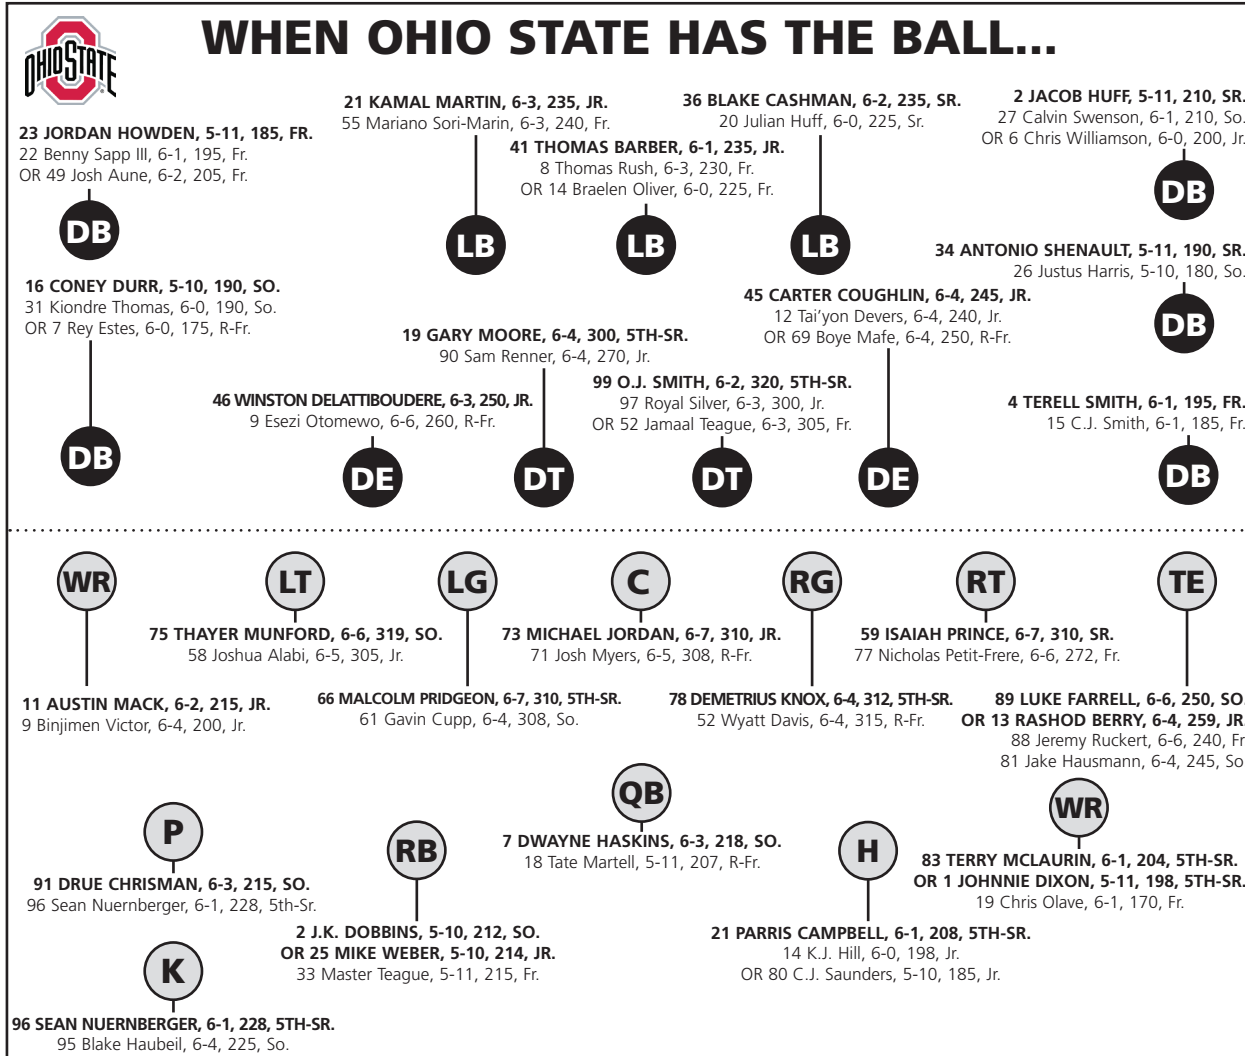 OHIO STATE
WHEN OHIO STATE HAS THE BALL...
23 JORDAN HOWDEN, 5-11, 185, FR.
22 Benny Sapp III, 6-1, 195, Fr.
OR 49 Josh Aune, 6-2, 205, Fr.
DB
21 KAMAL MARTIN, 6-3, 235, JR.
55 Mariano Sori-Marin, 6-3, 240, Fr.
LB
41 THOMAS BARBER, 6-1, 235, JR.
8 Thomas Rush, 6-3, 230, Fr.
OR 14 Braelen Oliver, 6-0, 225, Fr.
LB
36 BLAKE CASHMAN, 6-2, 235, SR.
20 Julian Huff, 6-0, 225, Sr.
LB
2 JACOB HUFF, 5-11, 210, SR.
27 Calvin Swenson, 6-1, 210, So.
OR 6 Chris Williamson, 6-0, 200, Jr.
DB
34 ANTONIO SHENAULT, 5-11, 190, SR.
26 Justus Harris, 5-10, 180, So.
DB
16 CONEY DURR, 5-10, 190, SO.
31 Kiondre Thomas, 6-0, 190, So.
OR 7 Rey Estes, 6-0, 175, R-Fr.
DB
46 WINSTON DELATTIBOUDERE, 6-3, 250, JR.
9 Esezi Otomewo, 6-6, 260, R-Fr.
DE
19 GARY MOORE, 6-4, 300, 5TH-SR.
90 Sam Renner, 6-4, 270, Jr.
DT
99 O.J. SMITH, 6-2, 320, 5TH-SR.
97 Royal Silver, 6-3, 300, Jr.
OR 52 Jamaal Teague, 6-3, 305, Fr.
DT
45 CARTER COUGHLIN, 6-4, 245, JR.
12 Tai'yon Devers, 6-4, 240, Jr.
OR 69 Boye Mafe, 6-4, 250, R-Fr.
DE
4 TERELL SMITH, 6-1, 195, FR.
15 C.J. Smith, 6-1, 185, Fr.
DB
WR
11 AUSTIN MACK, 6-2, 215, JR.
9 Binjimen Victor, 6-4, 200, Jr.
LT
75 THAYER MUNFORD, 6-6, 319, SO.
58 Joshua Alabi, 6-5, 305, Jr.
LG
66 MALCOLM PRIDGEON, 6-7, 310, 5TH-SR.
61 Gavin Cupp, 6-4, 308, So.
C
73 MICHAEL JORDAN, 6-7, 310, JR.
71 Josh Myers, 6-5, 308, R-Fr.
RG
78 DEMETRIUS KNOX, 6-4, 312, 5TH-SR.
52 Wyatt Davis, 6-4, 315, R-Fr.
RT
59 ISAIAH PRINCE, 6-7, 310, SR.
77 Nicholas Petit-Frere, 6-6, 272, Fr.
TE
89 LUKE FARRELL, 6-6, 250, SO.
OR 13 RASHOD BERRY, 6-4, 259, JR.
88 Jeremy Ruckert, 6-6, 240, Fr
81 Jake Hausmann, 6-4, 245, So
P
91 DRUE CHRISMAN, 6-3, 215, SO.
96 Sean Nuernberger, 6-1, 228, 5th-Sr.
RB
2 J.K. DOBBINS, 5-10, 212, SO.
OR 25 MIKE WEBER, 5-10, 214, JR.
33 Master Teague, 5-11, 215, Fr.
QB
7 DWAYNE HASKINS, 6-3, 218, SO.
18 Tate Martell, 5-11, 207, R-Fr.
H
21 PARRIS CAMPBELL, 6-1, 208, 5TH-SR.
14 K.J. Hill, 6-0, 198, Jr.
OR 80 C.J. Saunders, 5-10, 185, Jr.
WR
83 TERRY MCLAURIN, 6-1, 204, 5TH-SR.
OR 1 JOHNNIE DIXON, 5-11, 198, 5TH-SR.
19 Chris Olave, 6-1, 170, Fr.
K
96 SEAN NUERNBERGER, 6-1, 228, 5TH-SR.
95 Blake Haubeil, 6-4, 225, So.